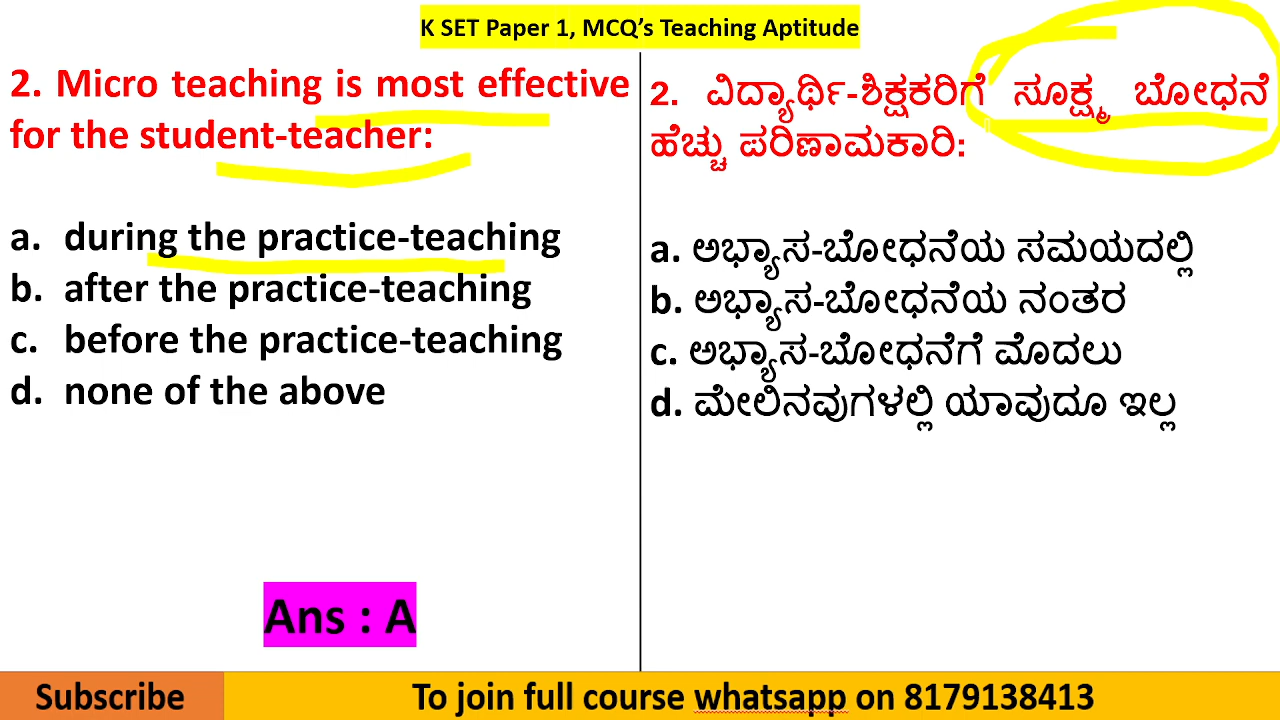 K SET Paper 1, MCQ's Teaching Aptitude
2. Micro teaching is most effective
for the student-teacher:
a. during the practice-teaching
b. after the practice-teaching
c. before the practice-teaching
d. none of the above
Ans : A
2. ವಿದ್ಯಾರ್ಥಿ-ಶಿಕ್ಷಕರಿಗೆ ಸೂಕ್ಷ್ಮ ಬೋಧನೆ
ಹೆಚ್ಚು ಪರಿಣಾಮಕಾರಿ:
a. ಅಭ್ಯಾಸ-ಬೋಧನೆಯ ಸಮಯದಲ್ಲಿ
b. ಅಭ್ಯಾಸ-ಬೋಧನೆಯ ನಂತರ
c. ಅಭ್ಯಾಸ-ಬೋಧನೆಗೆ ಮೊದಲು
d. ಮೇಲಿನವುಗಳಲ್ಲಿ ಯಾವುದೂ ಇಲ್ಲ
Subscribe
To join full course whatsapp on 8179138413